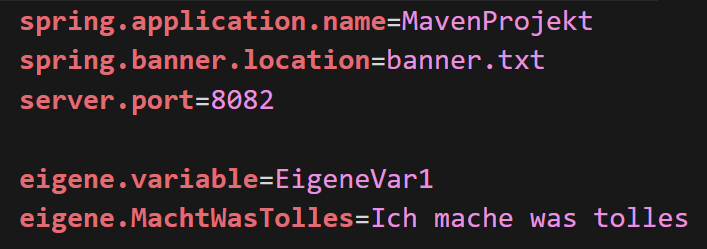 spring.application.name=MavenProjekt
spring.banner.location=banner.txt
server.port=8082
eigene.variable=EigeneVar1
eigene.MachtWasTolles=Ich mache was tolles